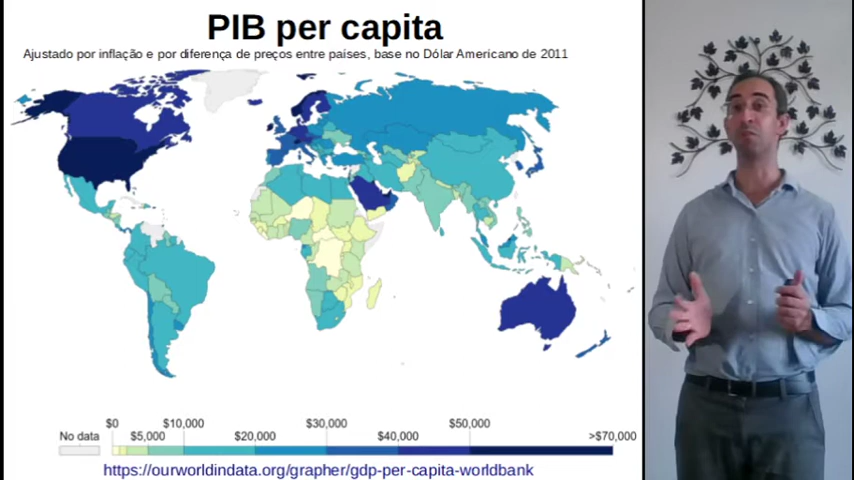 PIB per capita
Ajustado por inflação e por diferença de preços entre países, base no Dólar Americano de 2011
$0 $10,000 $30,000 $50,000
No data $5,000 $20,000 $40,000 >$70,000
https://ourworldindata.org/grapher/gdp-per-capita-worldbank